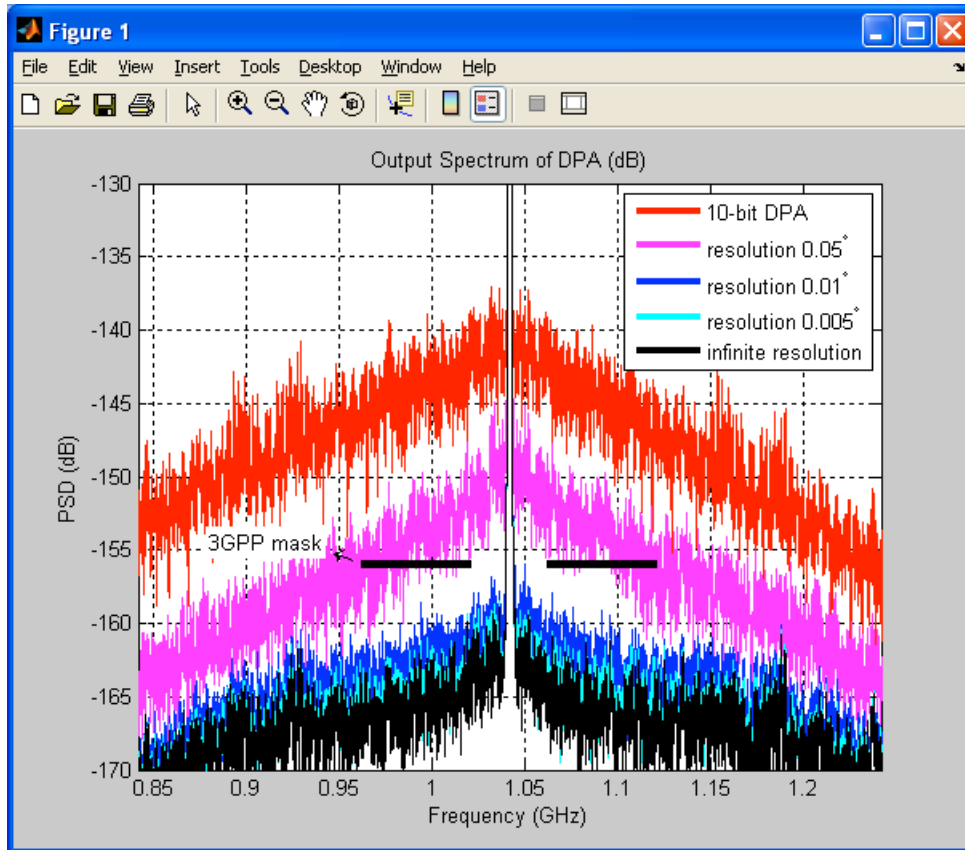 Figure 1
File Edit View Insert Tools Desktop Window Help
Output Spectrum of DPA (dB)
-130
-135
-140
-145
-150
-155
-160
-165
-170
PSD (dB)
10-bit DPA
resolution 0.05°
resolution 0.01°
resolution 0.005°
infinite resolution
3GPP mask
0.85 0.9 0.95 1 1.05 1.1 1.15 1.2
Frequency (GHz)